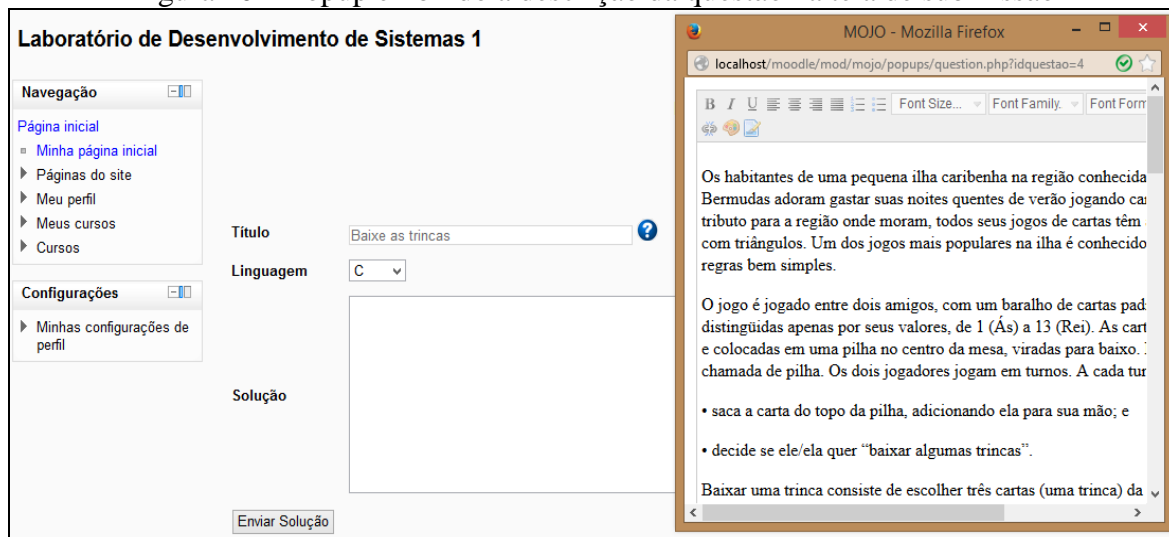 Laboratório de Desenvolvimento de Sistemas 1
Navegação
Página inicial
Minha página inicial
Páginas do site
Meu perfil
Meus cursos
Cursos
Configurações
Minhas configurações de
perfil
Título
Baixe as trincas
Linguagem
C
Solução
Enviar Solução
MOJO - Mozilla Firefox
localhost/moodle/mod/mojo/popups/question.php?idquestao=4
B I U Font Size... Font Family. Font Form
Os habitantes de uma pequena ilha caribenha na região conhecida
Bermudas adoram gastar suas noites quentes de verão jogando
tributo para a região onde moram, todos seus jogos de cartas têm
com triângulos. Um dos jogos mais populares na ilha é conhecido
regras bem simples.
O jogo é jogado entre dois amigos, com um baralho de cartas
distingüidas apenas por seus valores, de 1 (Ás) a 13 (Rei). As
e colocadas em uma pilha no centro da mesa, viradas para baixo.
chamada de pilha. Os dois jogadores jogam em turnos. A cada
• saca a carta do topo da pilha, adicionando ela para sua mão; e
• decide se ele/ela quer “baixar algumas trincas”.
Baixar uma trinca consiste de escolher três cartas (uma trinca) da